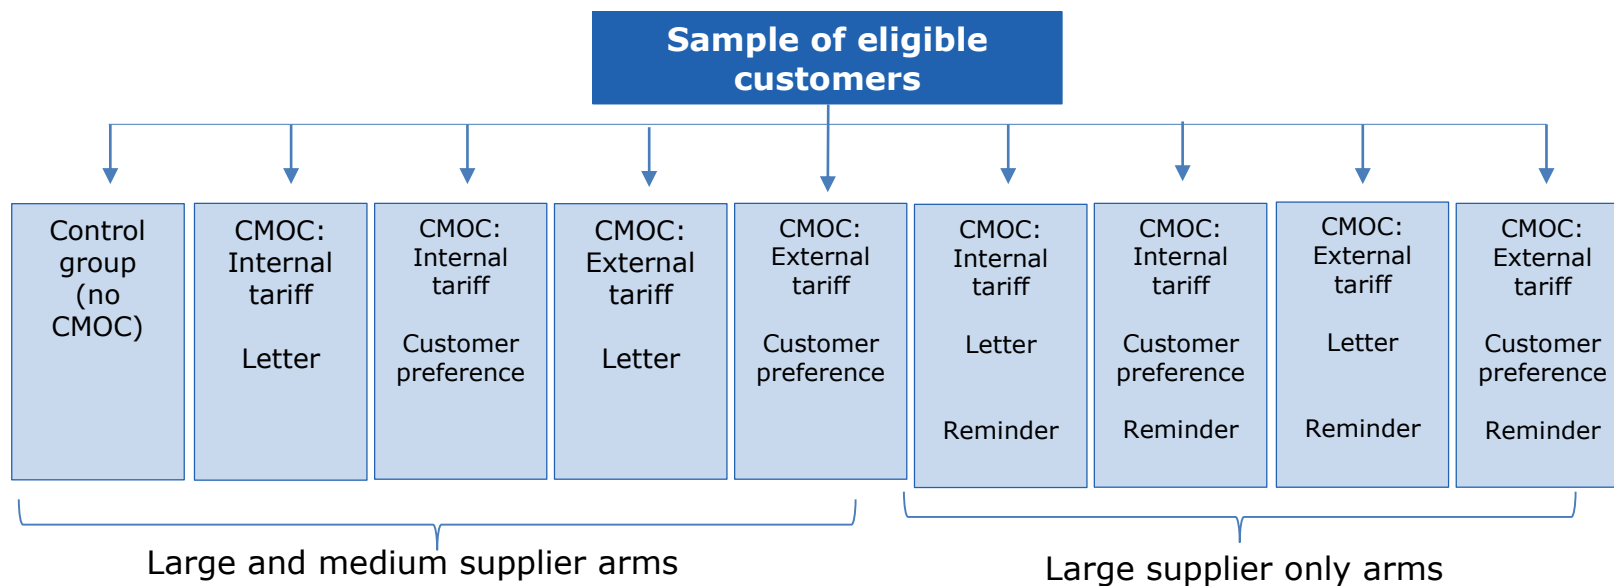 Sample of eligible
customers
Control
group
(no
CMOC)
CMOC:
Internal
tariff
Letter
CMOC:
Internal
tariff
Customer
preference
CMOC:
External
tariff
Letter
CMOC:
External
tariff
Customer
preference
CMOC:
Internal
tariff
Letter
Reminder
CMOC:
Internal
tariff
Customer
preference
Reminder
CMOC:
External
tariff
Letter
Reminder
CMOC:
External
tariff
Customer
preference
Reminder
Large and medium supplier arms
Large supplier only arms